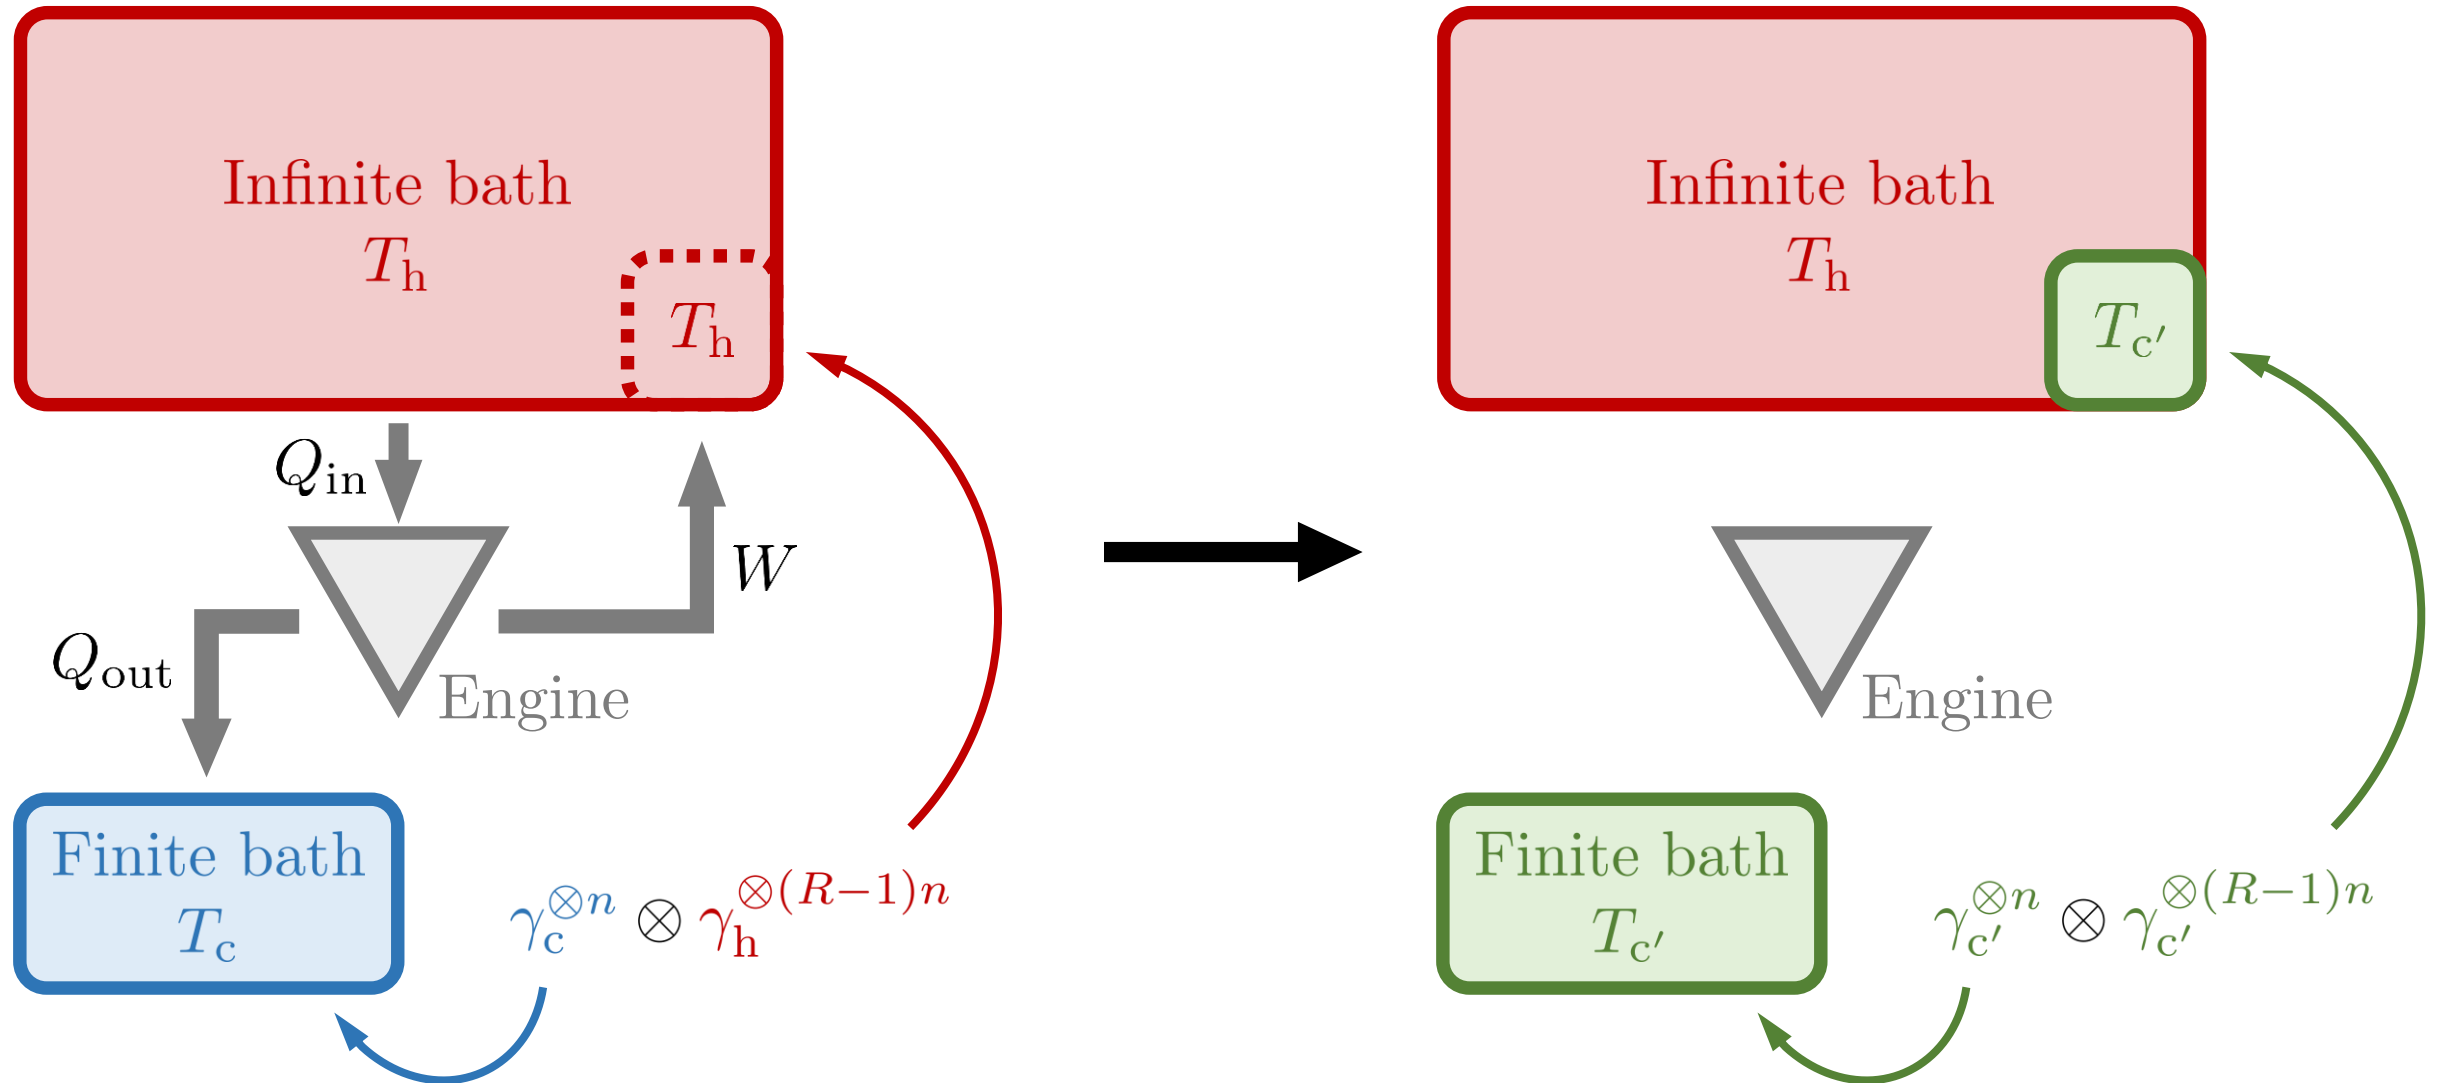 Infinite bath
T_h
T_h
Q_in
W
Q_out
Engine
Finite bath
T_c
γ_c^{⊗n} ⊗ γ_h^{⊗(R−1)n}
Infinite bath
T_h
T_{c′}
Engine
Finite bath
T_{c′}
γ_{c′}^{⊗n} ⊗ γ_{c′}^{⊗(R−1)n}